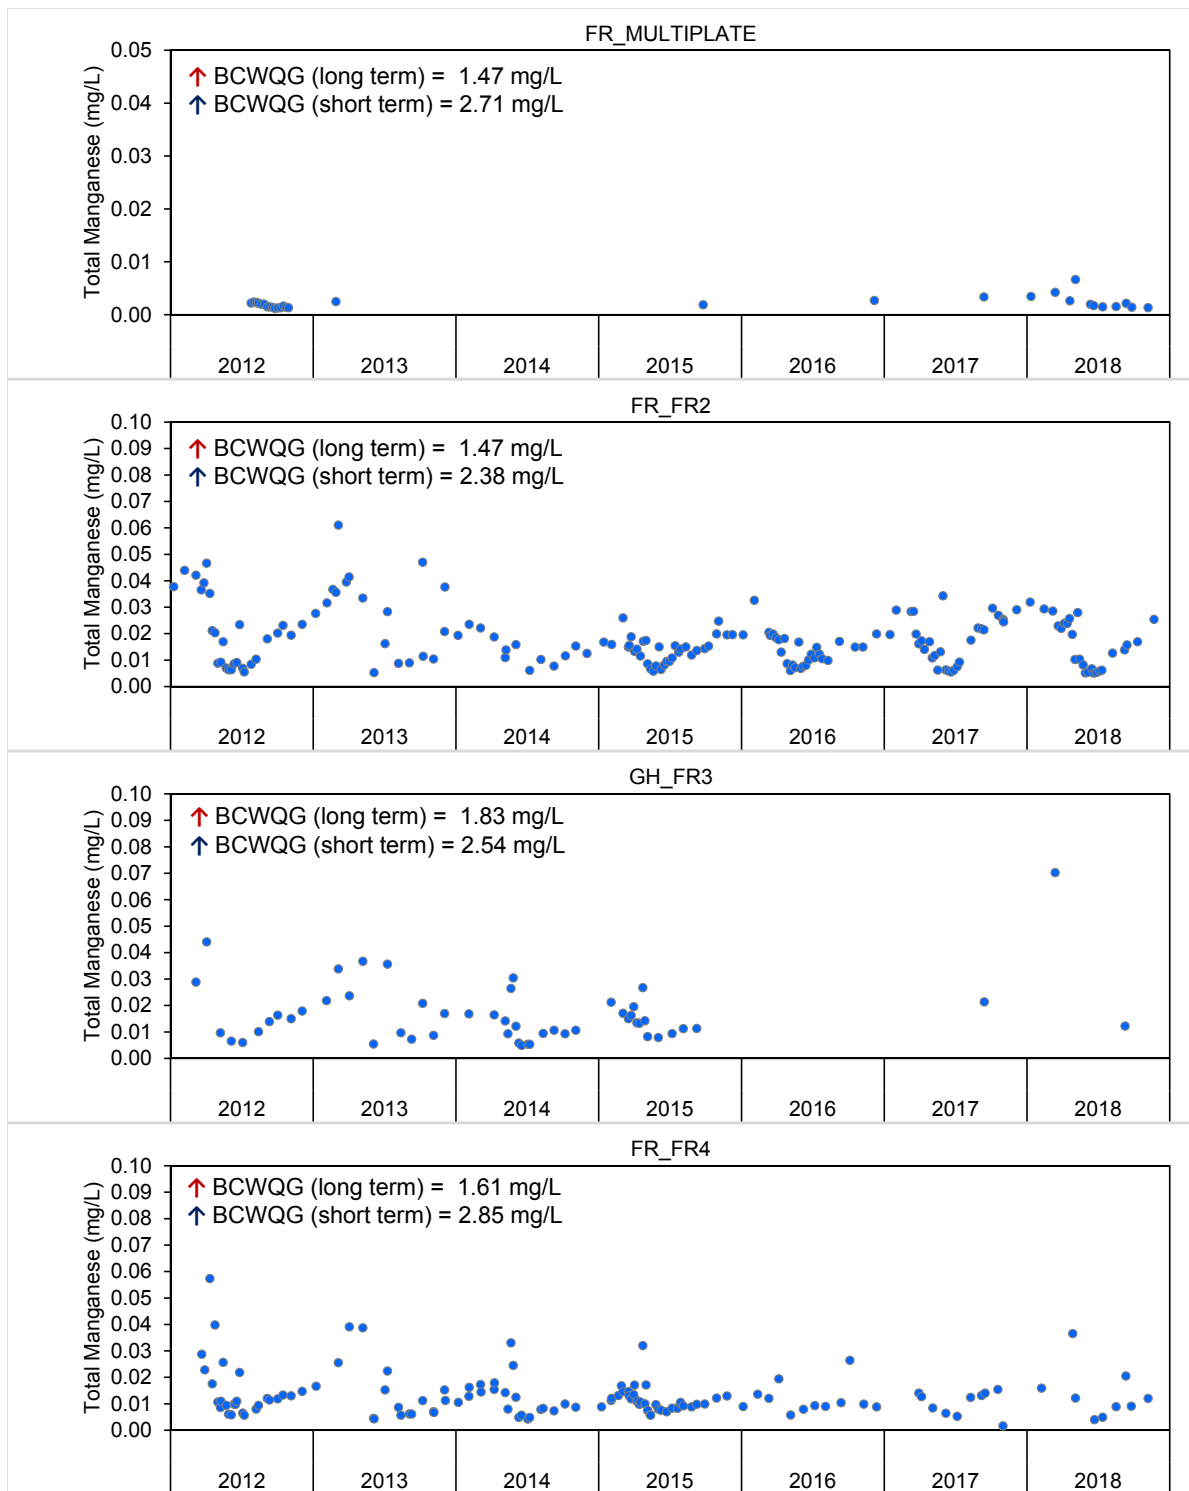 FR_MULTIPLATE
Total Manganese (mg/L)
0.05
0.04
0.03
0.02
0.01
0.00
↑ BCWQG (long term) = 1.47 mg/L
↑ BCWQG (short term) = 2.71 mg/L
2012 2013 2014 2015 2016 2017 2018
FR_FR2
Total Manganese (mg/L)
0.10
0.09
0.08
0.07
0.06
0.05
0.04
0.03
0.02
0.01
0.00
↑ BCWQG (long term) = 1.47 mg/L
↑ BCWQG (short term) = 2.38 mg/L
2012 2013 2014 2015 2016 2017 2018
GH_FR3
Total Manganese (mg/L)
0.10
0.09
0.08
0.07
0.06
0.05
0.04
0.03
0.02
0.01
0.00
↑ BCWQG (long term) = 1.83 mg/L
↑ BCWQG (short term) = 2.54 mg/L
2012 2013 2014 2015 2016 2017 2018
FR_FR4
Total Manganese (mg/L)
0.10
0.09
0.08
0.07
0.06
0.05
0.04
0.03
0.02
0.01
0.00
↑ BCWQG (long term) = 1.61 mg/L
↑ BCWQG (short term) = 2.85 mg/L
2012 2013 2014 2015 2016 2017 2018